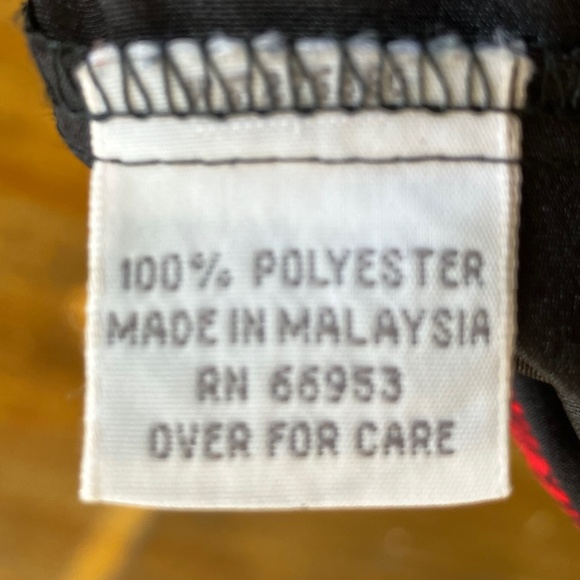 100% POLYESTER
MADE IN MALAYSIA
RN 66953
OVER FOR CARE